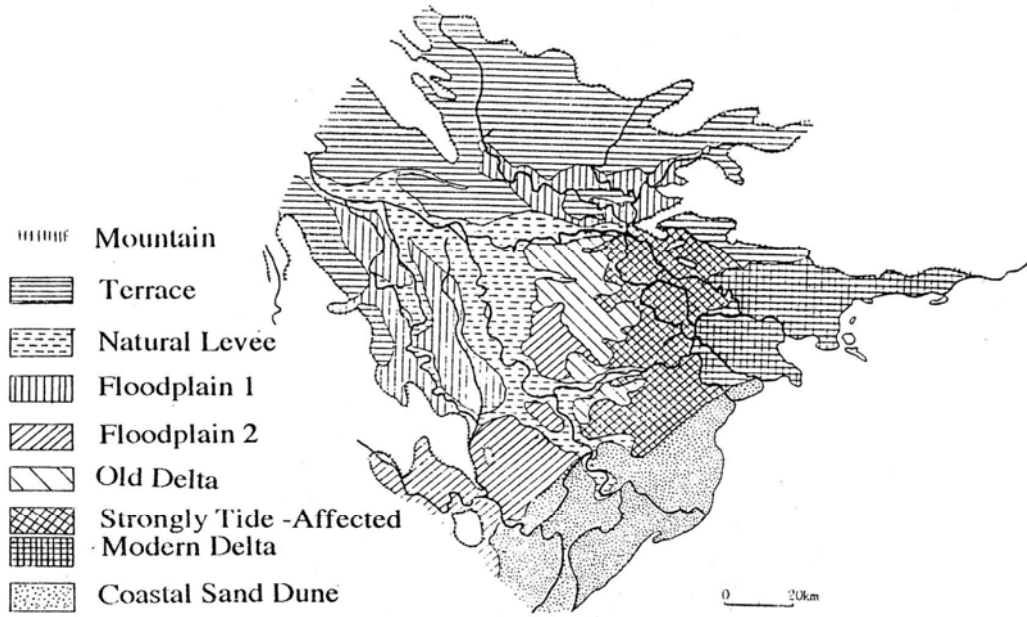 Mountain
Terrace
Natural Levée
Floodplain 1
Floodplain 2
Old Delta
Strongly Tide -Affected
Modern Delta
Coastal Sand Dune
0 20km